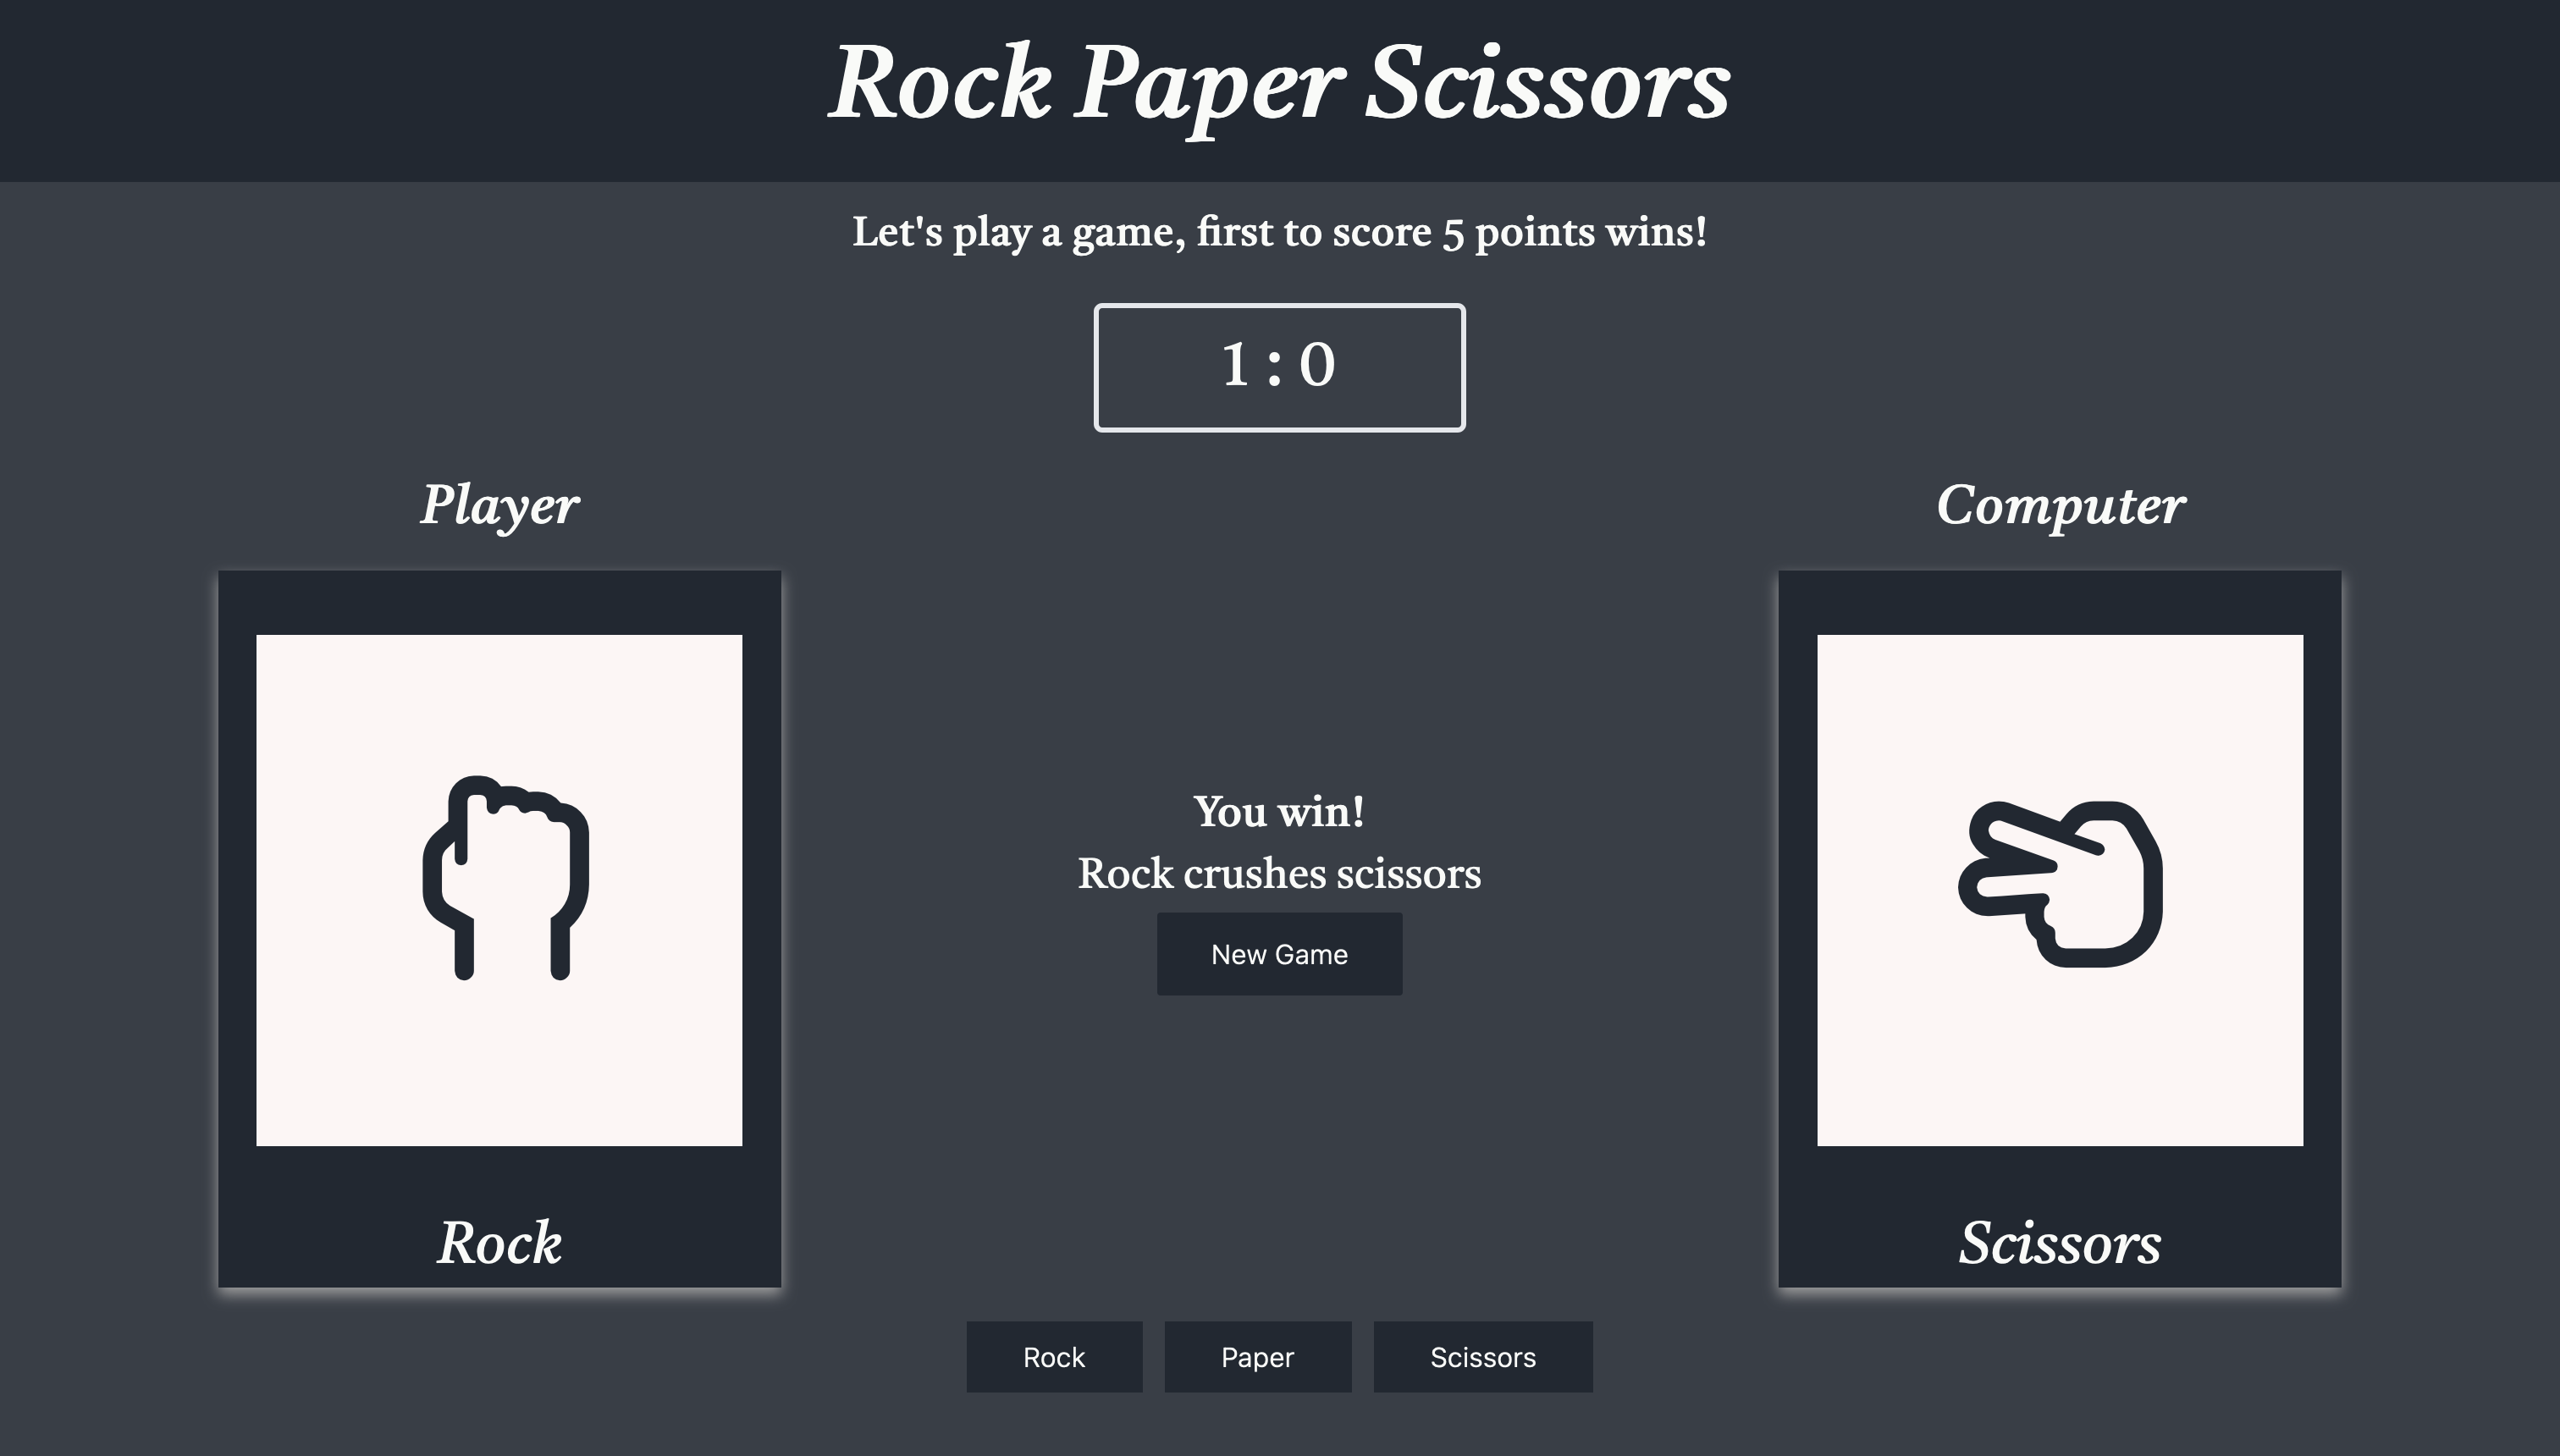 Rock Paper Scissors
Let's play a game, first to score 5 points wins!
1 : 0
Player
Computer
You win!
Rock crushes scissors
New Game
Rock
Scissors
Rock
Paper
Scissors